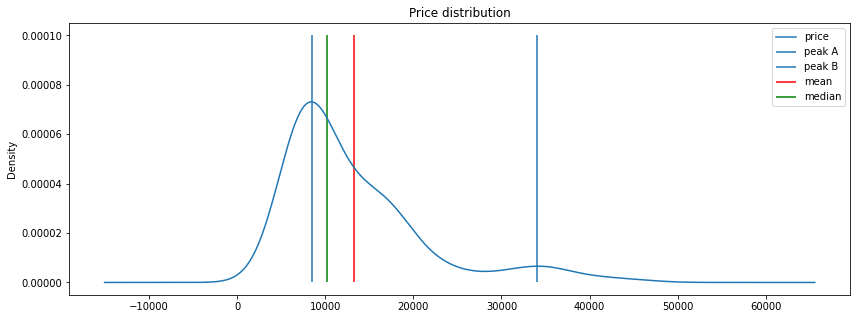 Price distribution
price
peak A
peak B
mean
median
Density
0.00010
0.00008
0.00006
0.00004
0.00002
0.00000
−10000 0 10000 20000 30000 40000 50000 60000